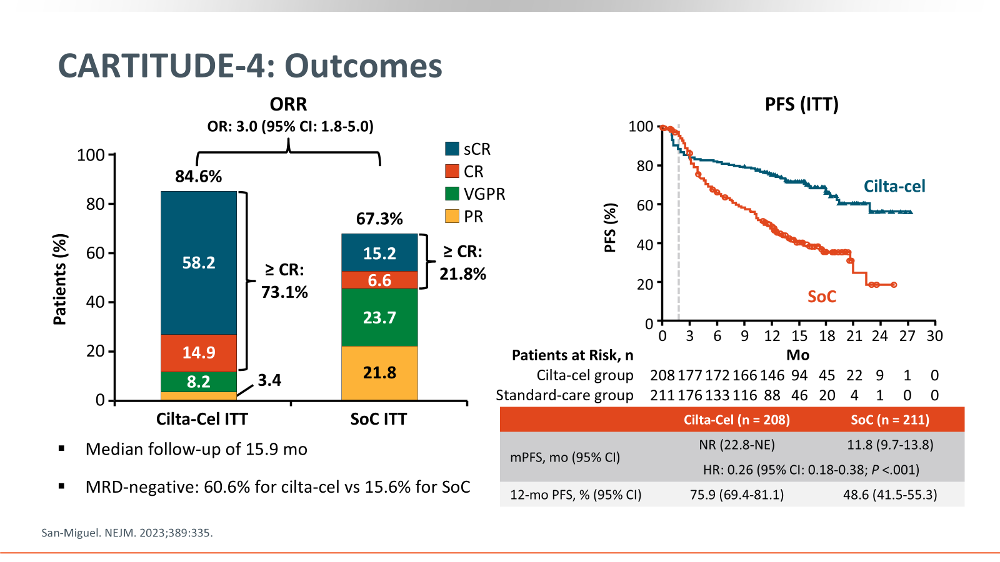 CARTITUDE-4: Outcomes
ORR
OR: 3.0 (95% CI: 1.8-5.0)
Patients (%)
100
80
60
40
20
0
84.6%
58.2
14.9
8.2
3.4
≥ CR:
73.1%
67.3%
15.2
6.6
23.7
21.8
≥ CR:
21.8%
sCR
CR
VGPR
PR
Cilta-Cel ITT
SoC ITT
▪ Median follow-up of 15.9 mo
▪ MRD-negative: 60.6% for cilta-cel vs 15.6% for SoC
PFS (ITT)
PFS (%)
100
80
60
40
20
0
Cilta-cel
SoC
0 3 6 9 12 15 18 21 24 27 30
Patients at Risk, n Mo
Cilta-cel group 208 177 172 166 146 94 45 22 9 1 0
Standard-care group 211 176 133 116 88 46 20 4 1 0 0
Cilta-Cel (n = 208) SoC (n = 211)
mPFS, mo (95% CI) NR (22.8-NE) 11.8 (9.7-13.8)
HR: 0.26 (95% CI: 0.18-0.38; P <.001)
12-mo PFS, % (95% CI) 75.9 (69.4-81.1) 48.6 (41.5-55.3)
San-Miguel. NEJM. 2023;389:335.